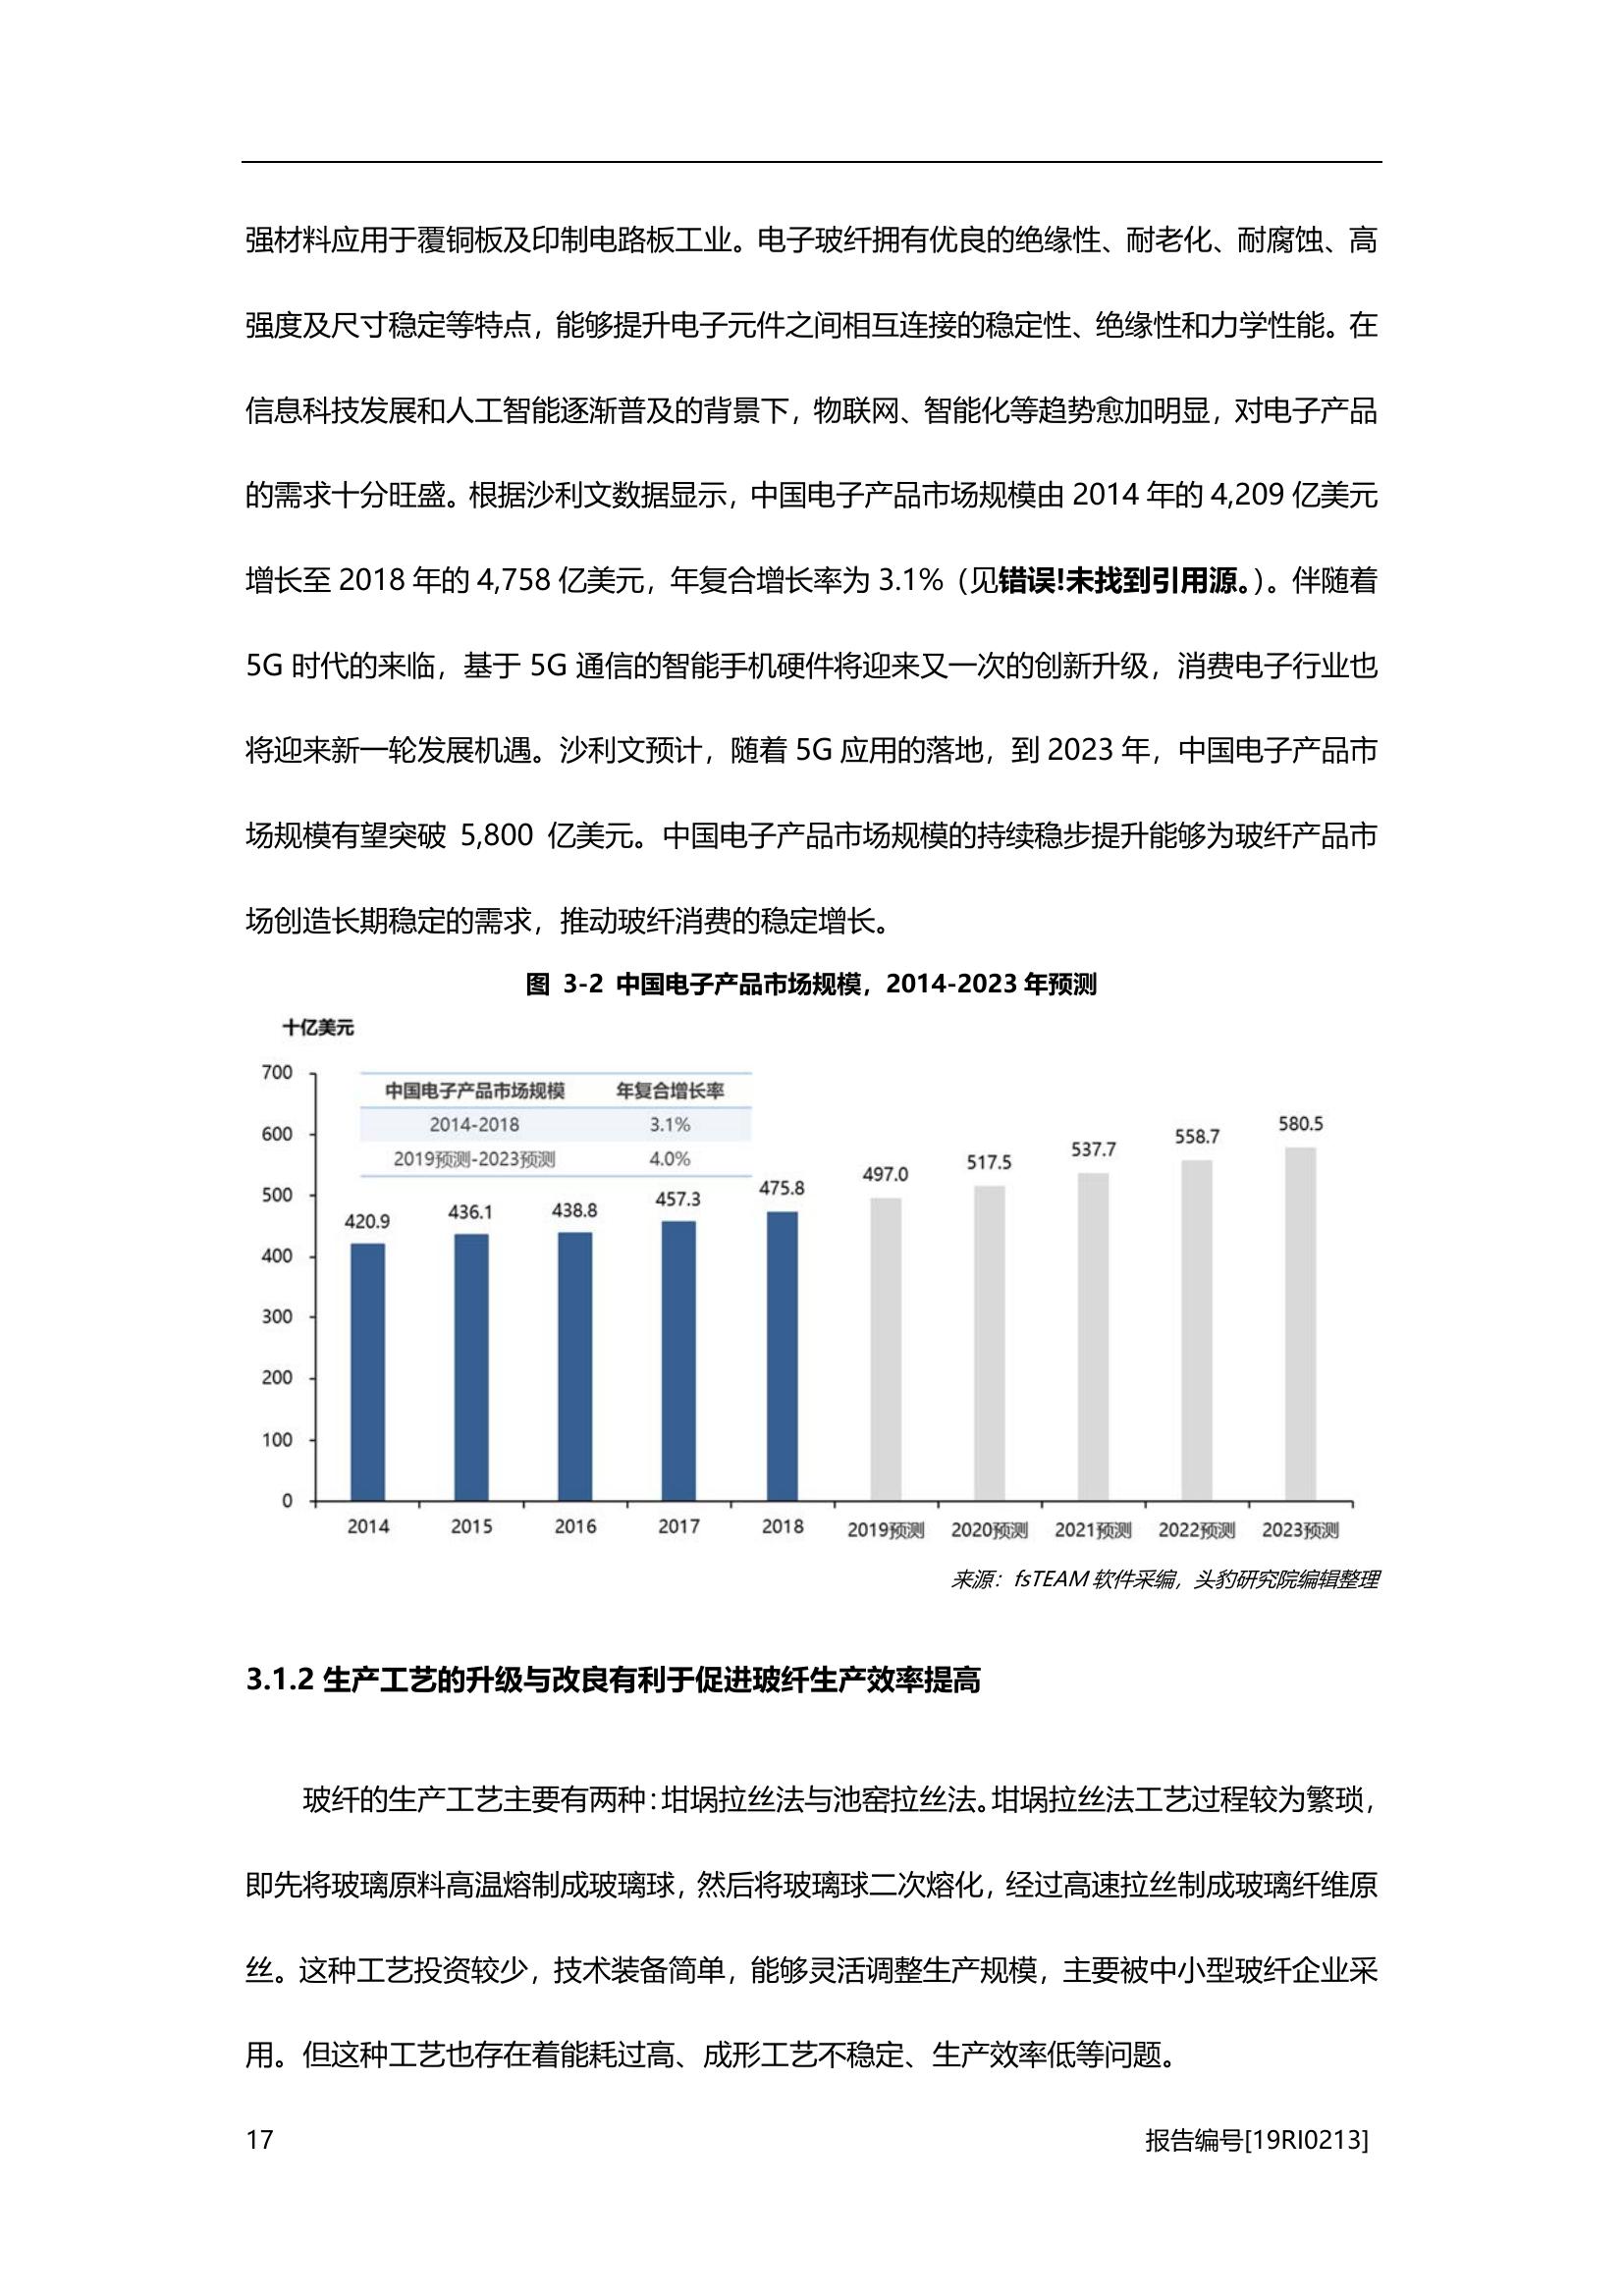 强材料应用于覆铜板及印制电路板工业。电子玻纤拥有优良的绝缘性、耐老化、耐腐蚀、高
强度及尺寸稳定等特点，能够提升电子元件之间相互连接的稳定性、绝缘性和力学性能。在
信息科技发展和人工智能逐渐普及的背景下，物联网、智能化等趋势愈加明显，对电子产品
的需求十分旺盛。根据沙利文数据显示，中国电子产品市场规模由 2014 年的 4,209 亿美元
增长至 2018 年的 4,758 亿美元，年复合增长率为 3.1%（见错误!未找到引用源。）。伴随着
5G 时代的来临，基于 5G 通信的智能手机硬件将迎来又一次的创新升级，消费电子行业也
将迎来新一轮发展机遇。沙利文预计，随着 5G 应用的落地，到 2023 年，中国电子产品市
场规模有望突破 5,800 亿美元。中国电子产品市场规模的持续稳步提升能够为玻纤产品市
场创造长期稳定的需求，推动玻纤消费的稳定增长。
图 3-2 中国电子产品市场规模，2014-2023 年预测
十亿美元
700
600
500
400
300
200
100
0
中国电子产品市场规模 年复合增长率
2014-2018 3.1%
2019预测-2023预测 4.0%
420.9 436.1 438.8 457.3 475.8 497.0 517.5 537.7 558.7 580.5
2014 2015 2016 2017 2018 2019预测 2020预测 2021预测 2022预测 2023预测
来源：fsTEAM 软件采编，头豹研究院编辑整理
3.1.2 生产工艺的升级与改良有利于促进玻纤生产效率提高
玻纤的生产工艺主要有两种：坩埚拉丝法与池窑拉丝法。坩埚拉丝法工艺过程较为繁琐，
即先将玻璃原料高温熔制成玻璃球，然后将玻璃球二次熔化，经过高速拉丝制成玻璃纤维原
丝。这种工艺投资较少，技术装备简单，能够灵活调整生产规模，主要被中小型玻纤企业采
用。但这种工艺也存在着能耗过高、成形工艺不稳定、生产效率低等问题。
17 报告编号[19RI0213]